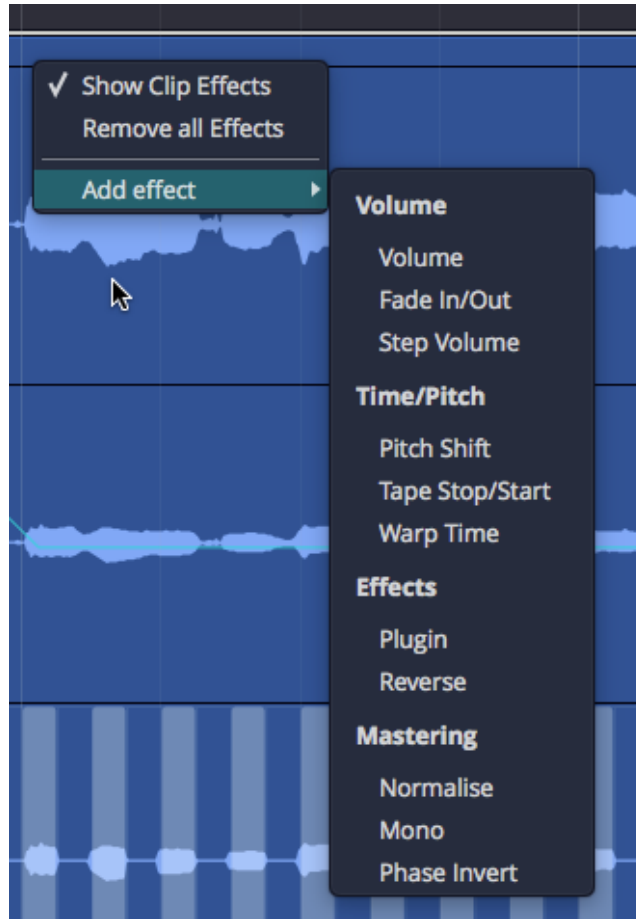 Show Clip Effects
Remove all Effects
Add effect
Volume
Volume
Fade In/Out
Step Volume
Time/Pitch
Pitch Shift
Tape Stop/Start
Warp Time
Effects
Plugin
Reverse
Mastering
Normalise
Mono
Phase Invert